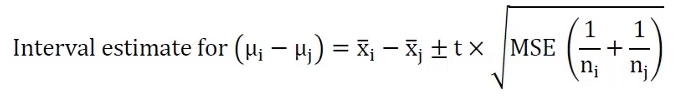 Interval estimate for (μᵢ − μⱼ) = x̄ᵢ − x̄ⱼ ± t × √(MSE (1/nᵢ + 1/nⱼ))